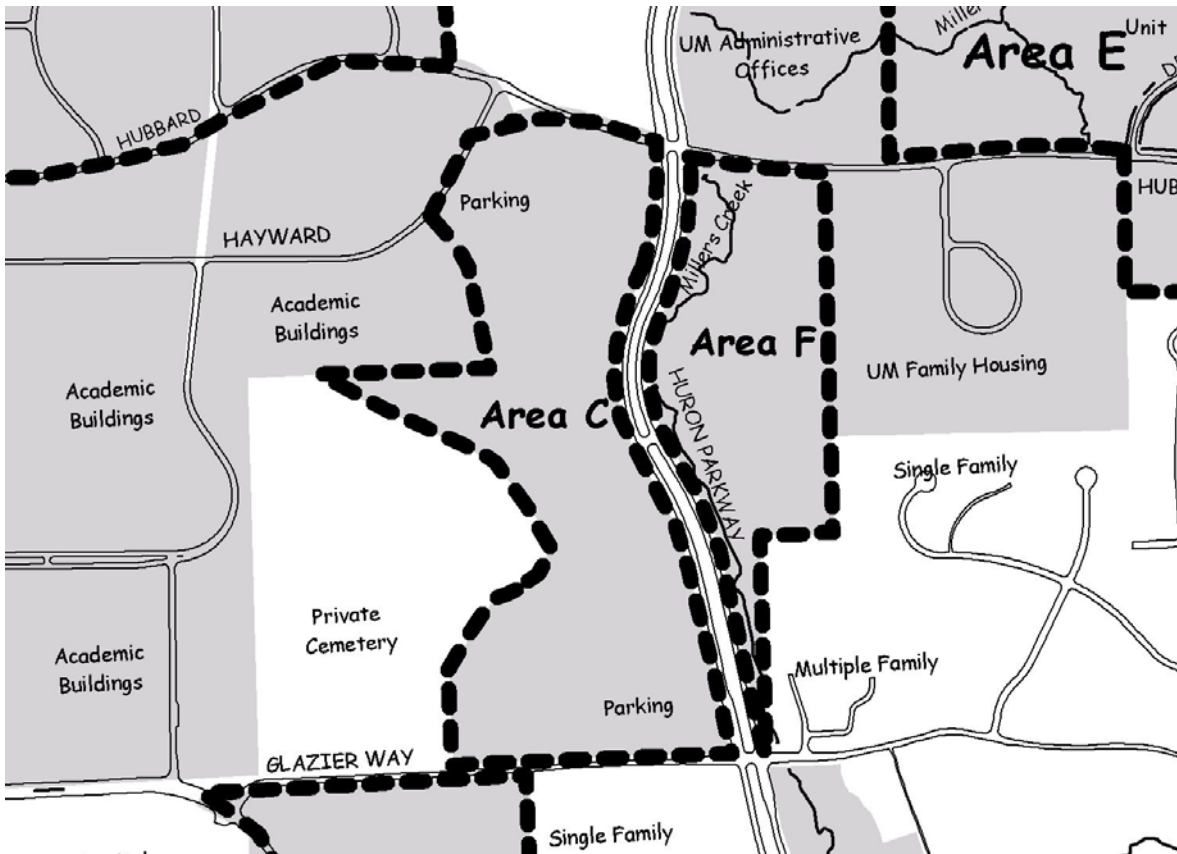 Miller
Unit
UM Administrative
Offices
Area E
HUBBARD
HUB
Parking
Millers Creek
HAYWARD
Academic
Buildings
Area F
Academic
Buildings
UM Family Housing
Area C
HURON PARKWAY
Single Family
Private
Cemetery
Academic
Buildings
Multiple Family
Parking
GLAZIER WAY
Single Family